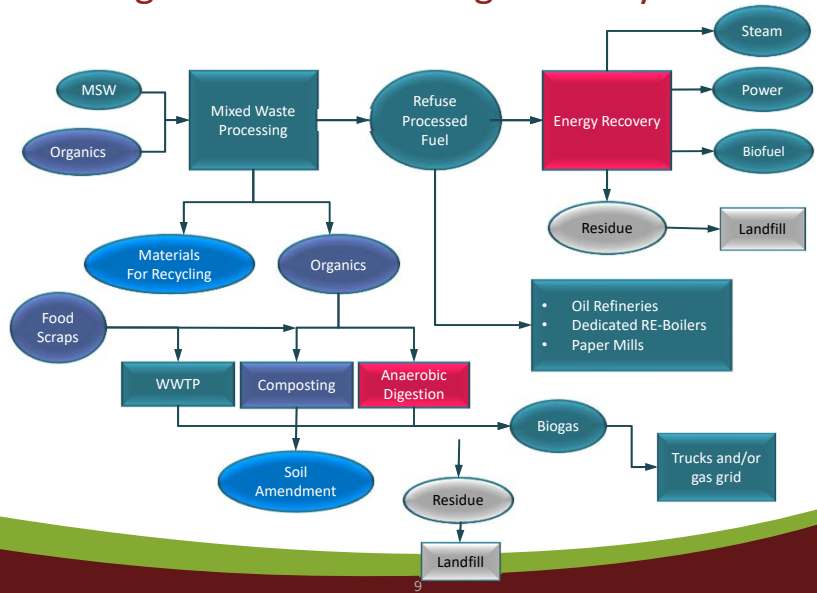 Steam
MSW
Mixed Waste
Processing
Refuse
Processed
Fuel
Energy Recovery
Power
Organics
Biofuel
Residue
Landfill
Materials
For Recycling
Organics
Food
Scraps
• Oil Refineries
• Dedicated RE-Boilers
• Paper Mills
WWTP
Composting
Anaerobic
Digestion
Biogas
Trucks and/or
gas grid
Soil
Amendment
Residue
Landfill
9